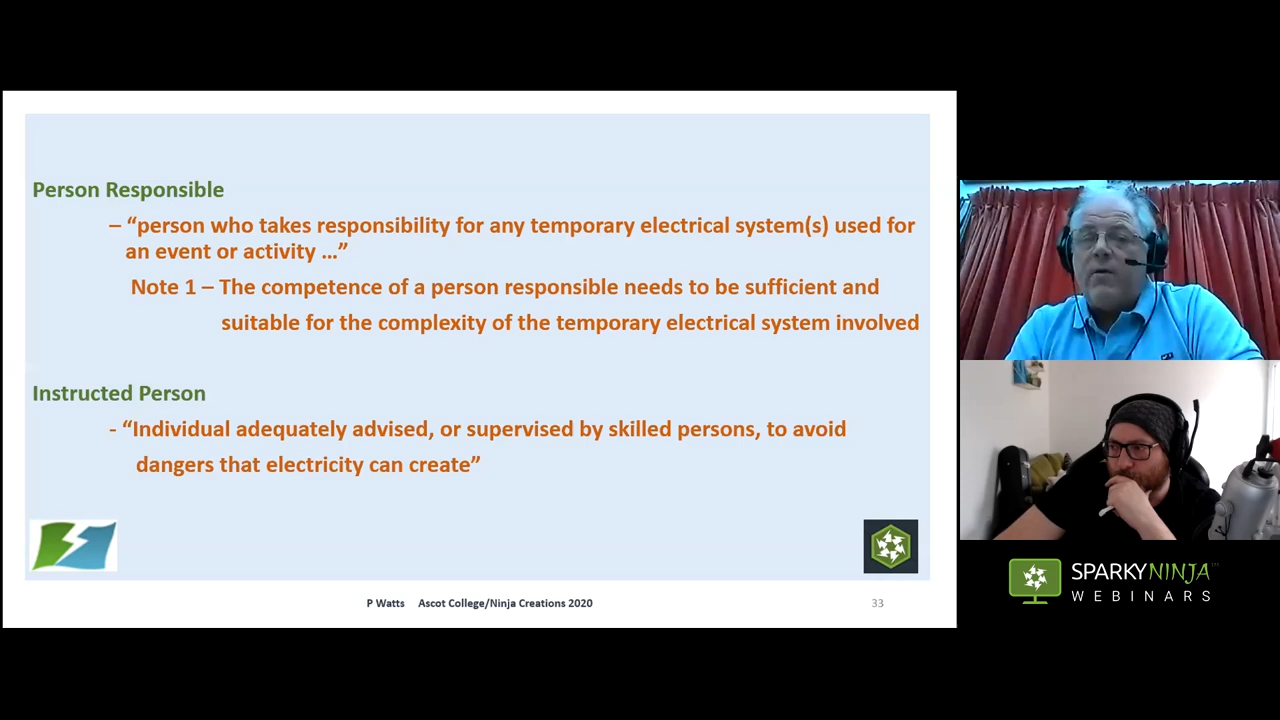 Person Responsible
– “person who takes responsibility for any temporary electrical system(s) used for
an event or activity …”
Note 1 – The competence of a person responsible needs to be sufficient and
suitable for the complexity of the temporary electrical system involved
Instructed Person
- “Individual adequately advised, or supervised by skilled persons, to avoid
dangers that electricity can create”
P Watts Ascot College/Ninja Creations 2020
33
SPARKYNINJA™
WEBINARS